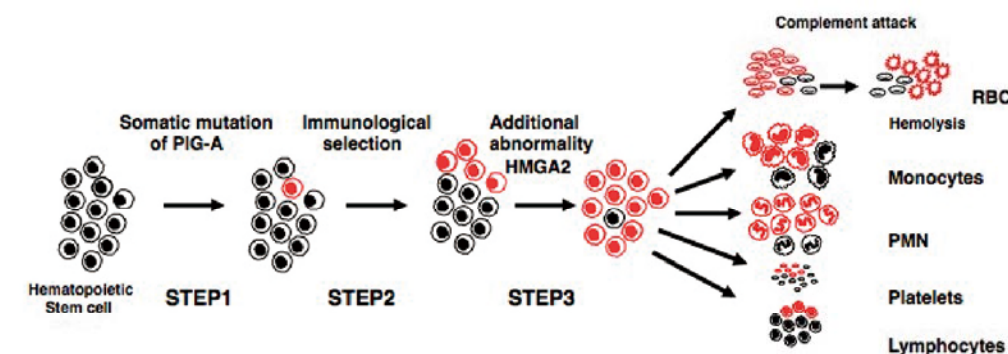 Complement attack
RBC
Somatic mutation
of PIG-A
Immunological
selection
Additional
abnormality
HMGA2
Hemolysis
Monocytes
PMN
Hematopoietic
Stem cell
STEP1
STEP2
STEP3
Platelets
Lymphocytes